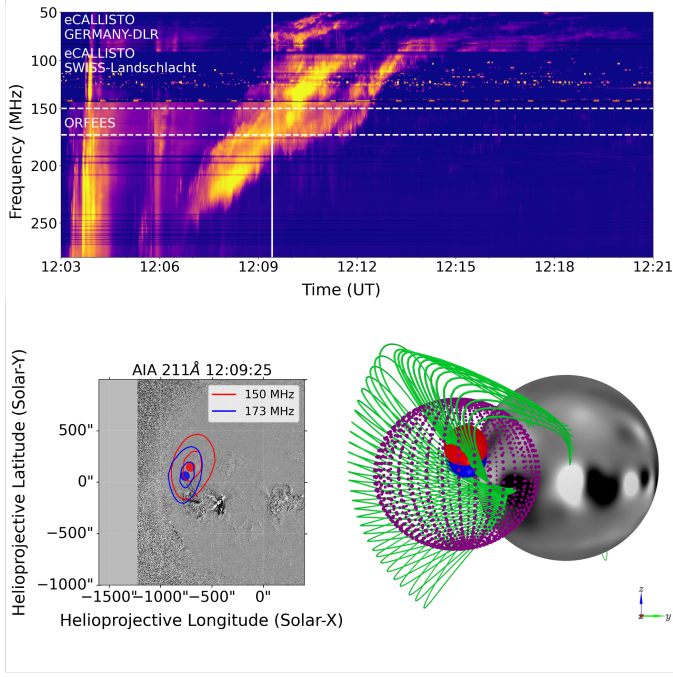 50
eCALLISTO
GERMANY-DLR
eCALLISTO
100
SWISS-Landschlacht
150
ORFEES
200
250
Frequency (MHz)
12:03 12:06 12:09 12:12 12:15 12:18 12:21
Time (UT)
AIA 211Å 12:09:25
150 MHz
173 MHz
500"
0"
−500"
−1000"
Helioprojective Latitude (Solar-Y)
−1500" −1000" −500" 0"
Helioprojective Longitude (Solar-X)
z
y